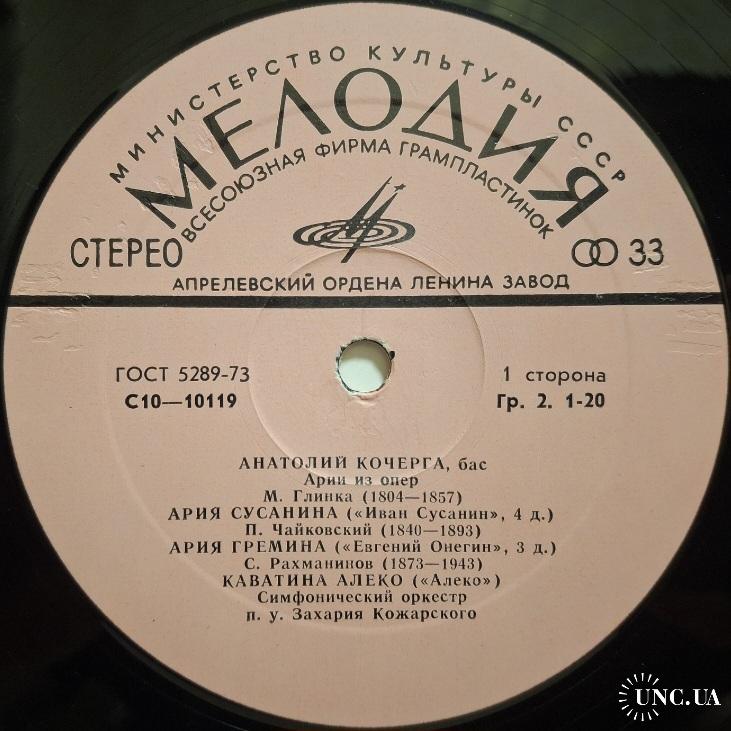 МИНИСТЕРСТВО КУЛЬТУРЫ СССР
МЕЛОДИЯ
ВСЕСОЮЗНАЯ ФИРМА ГРАМПЛАСТИНОК
СТЕРЕО
33
АПРЕЛЕВСКИЙ ОРДЕНА ЛЕНИНА ЗАВОД
ГОСТ 5289-73
1 сторона
С10—10119
Гр. 2. 1-20
АНАТОЛИЙ КОЧЕРГА, бас
Арии из опер
М. Глинка (1804—1857)
АРИЯ СУСАНИНА («Иван Сусанин», 4 д.)
П. Чайковский (1840—1893)
АРИЯ ГРЕМИНА («Евгений Онегин», 3 д.)
С. Рахманинов (1873—1943)
КАВАТИНА АЛЕКО («Алеко»)
Симфонический оркестр
п. у. Захария Кожарского
UNC.UA